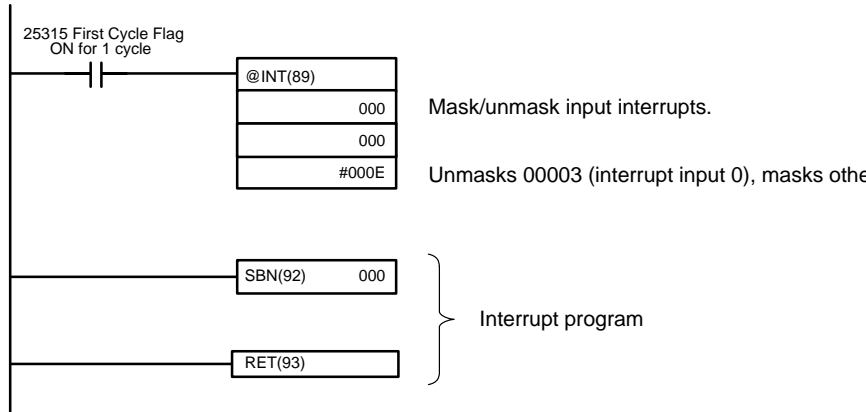 25315 First Cycle Flag
ON for 1 cycle
@INT(89)
000
Mask/unmask input interrupts.
000
#000E
Unmasks 00003 (interrupt input 0), masks othe
SBN(92) 000
Interrupt program
RET(93)